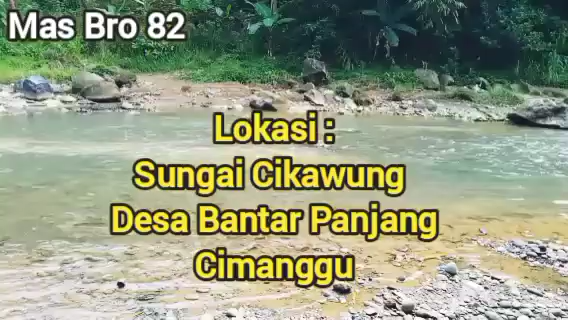 Mas Bro 82
Lokasi :
Sungai Cikawung
Desa Bantar Panjang
Cimanggu